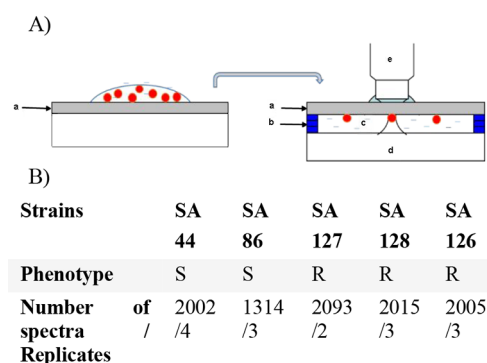 A)
e
a
a
b
c
d
B)
Strains SA SA SA SA SA
44 86 127 128 126
Phenotype S S R R R
Number of 2002 1314 2093 2015 2005
spectra / /4 /3 /2 /3 /3
Replicates